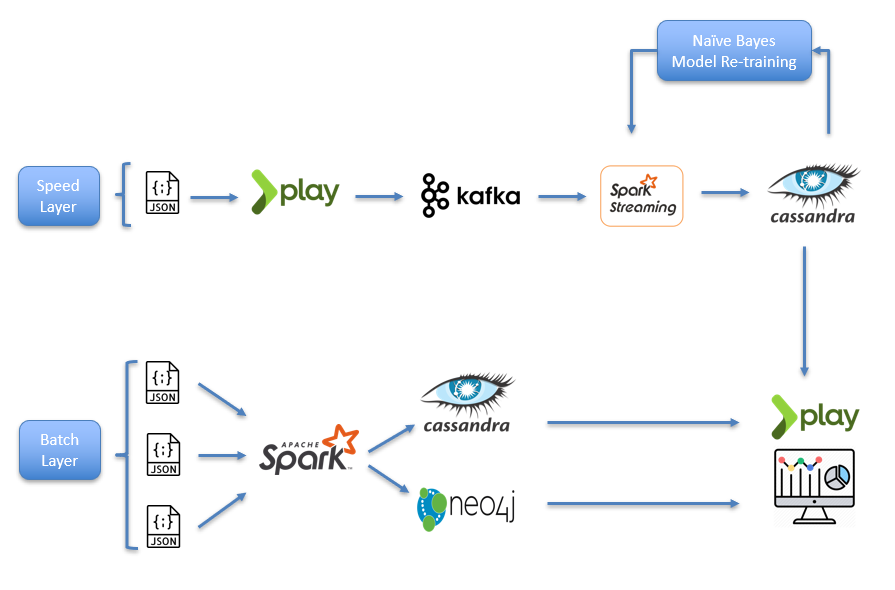 Naïve Bayes
Model Re-training
Speed
Layer
{;}
JSON
play
kafka
Spark
Streaming
cassandra
Batch
Layer
{;}
JSON
{;}
JSON
{;}
JSON
APACHE
Spark
TM
cassandra
neo4j
play